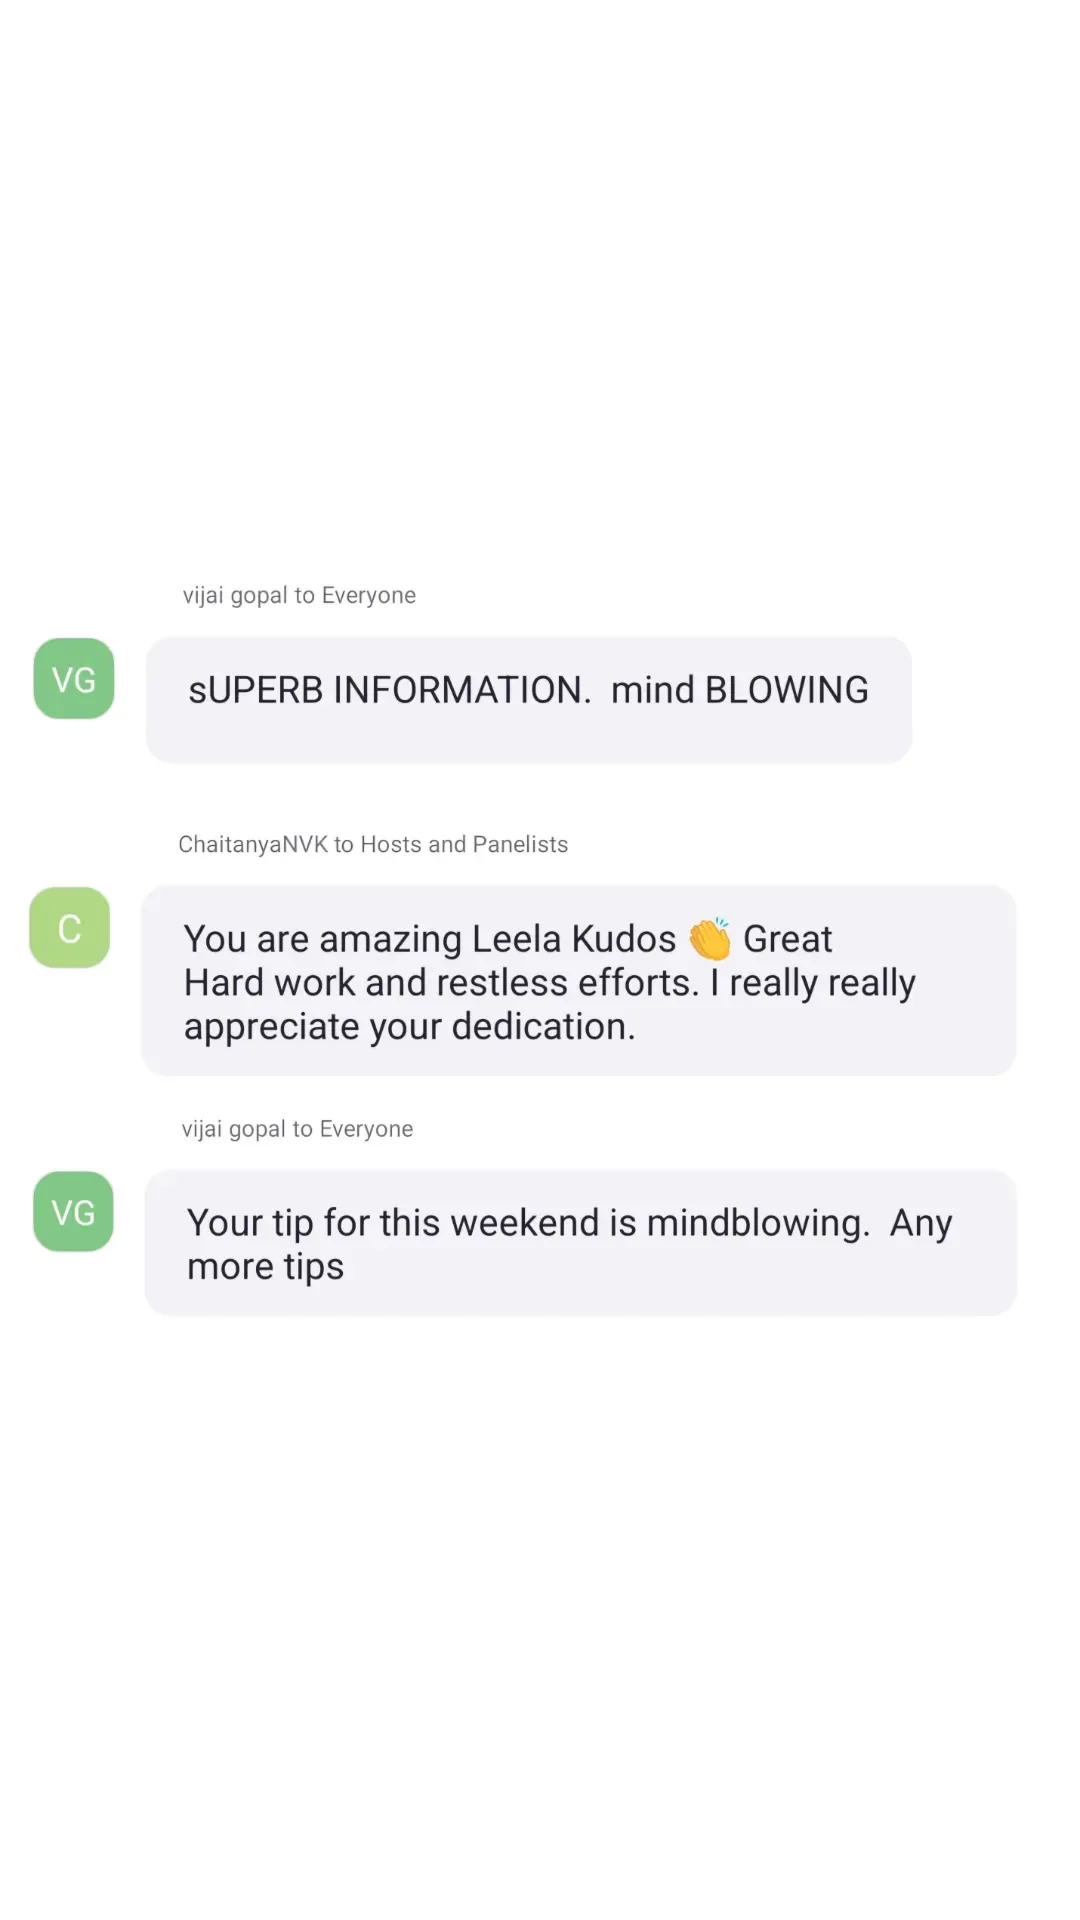 vijai gopal to Everyone
VG
sUPERB INFORMATION.  mind BLOWING
ChaitanyaNVK to Hosts and Panelists
C
You are amazing Leela Kudos 👏 Great
Hard work and restless efforts. I really really
appreciate your dedication.
vijai gopal to Everyone
VG
Your tip for this weekend is mindblowing.  Any
more tips